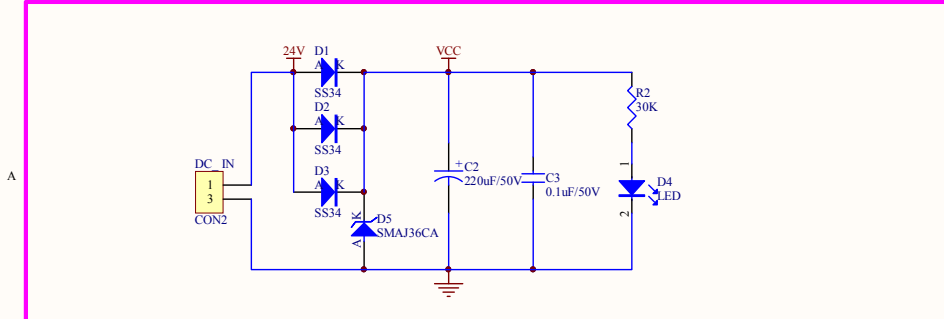 24V
D1
A K
SS34
D2
A K
SS34
D3
A K
SS34
VCC
R2
30K
DC_IN
1
3
CON2
A
+
C2
220uF/50V
C3
0.1uF/50V
1
D4
LED
2
K
D5
SMAJ36CA
A